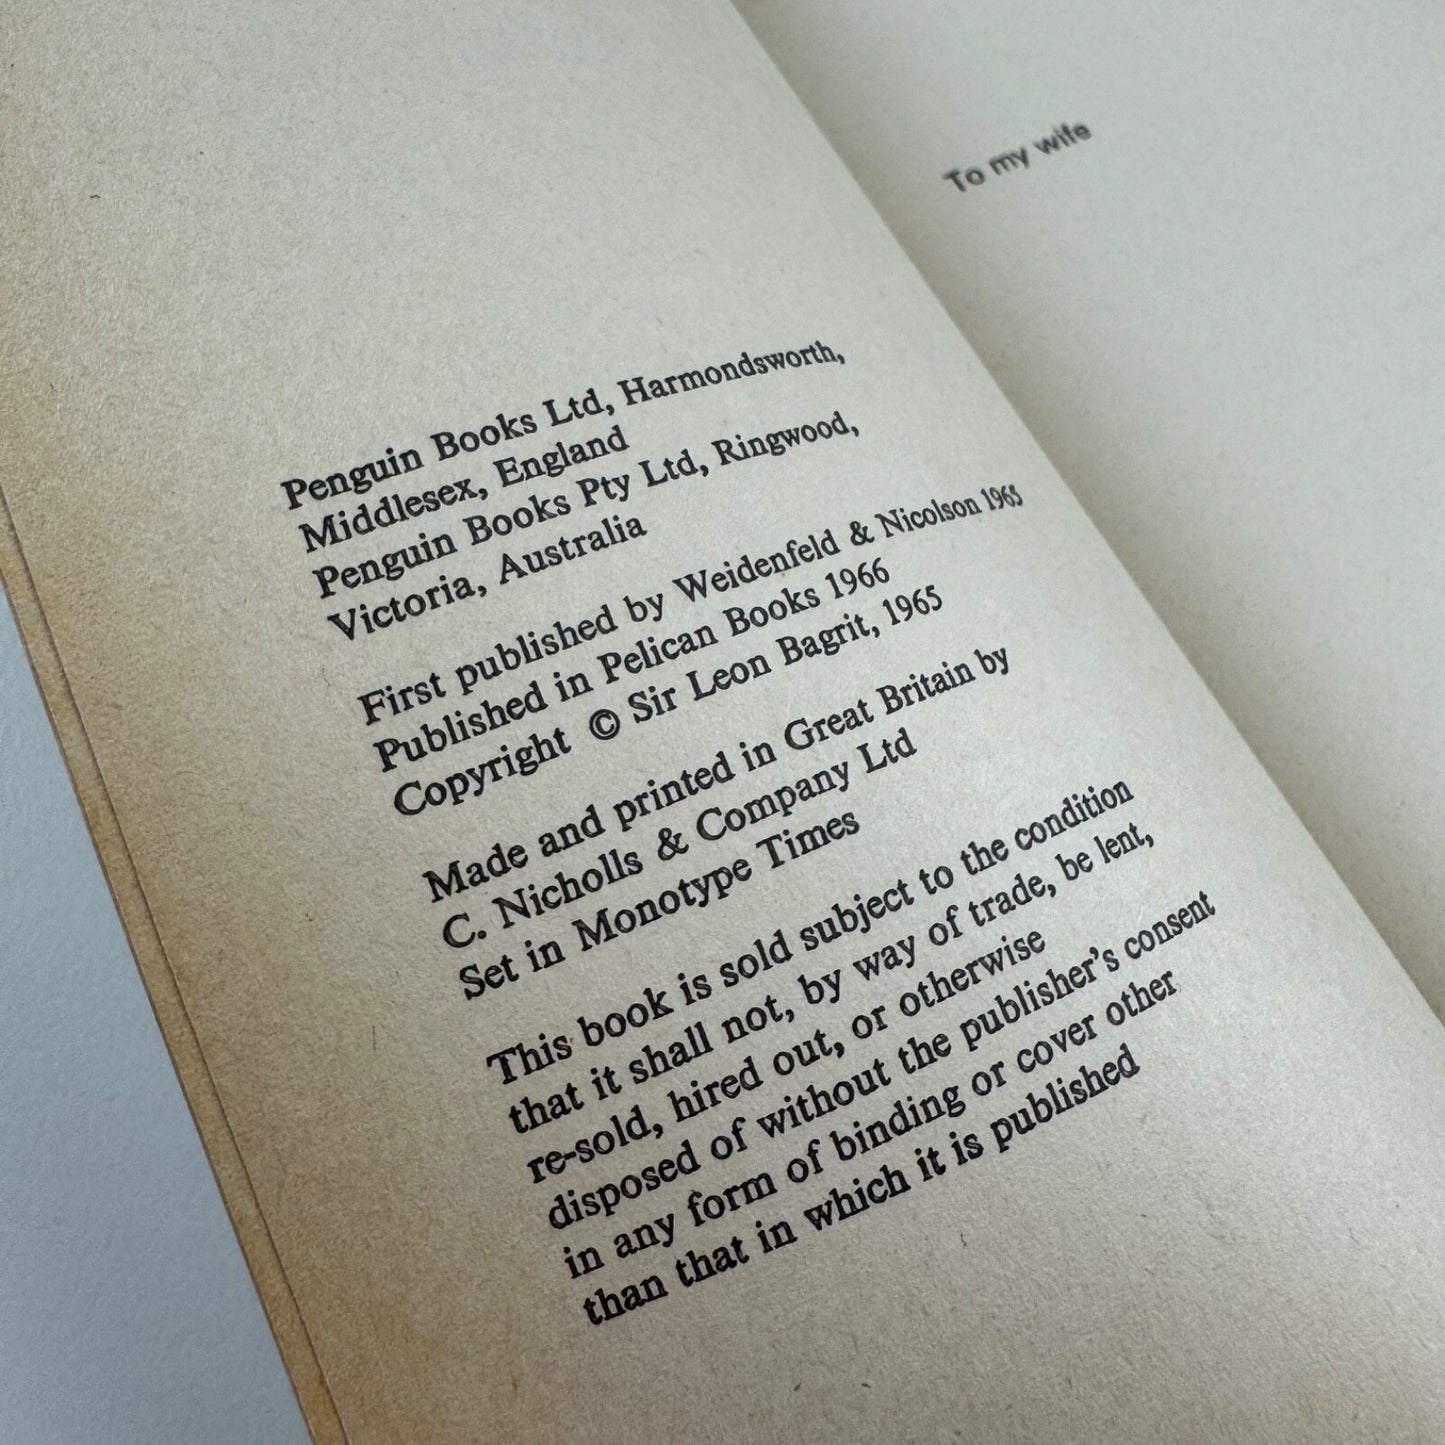 Penguin Books Ltd, Harmondsworth,
Middlesex, England
Penguin Books Pty Ltd, Ringwood,
Victoria, Australia
First published by Weidenfeld & Nicolson 1965
Published in Pelican Books 1966
Copyright © Sir Leon Bagrit, 1965
Made and printed in Great Britain by
C. Nicholls & Company Ltd
Set in Monotype Times
This book is sold subject to the condition
that it shall not, by way of trade, be lent,
re-sold, hired out, or otherwise
disposed of without the publisher's consent
in any form of binding or cover other
than that in which it is published
To my wife